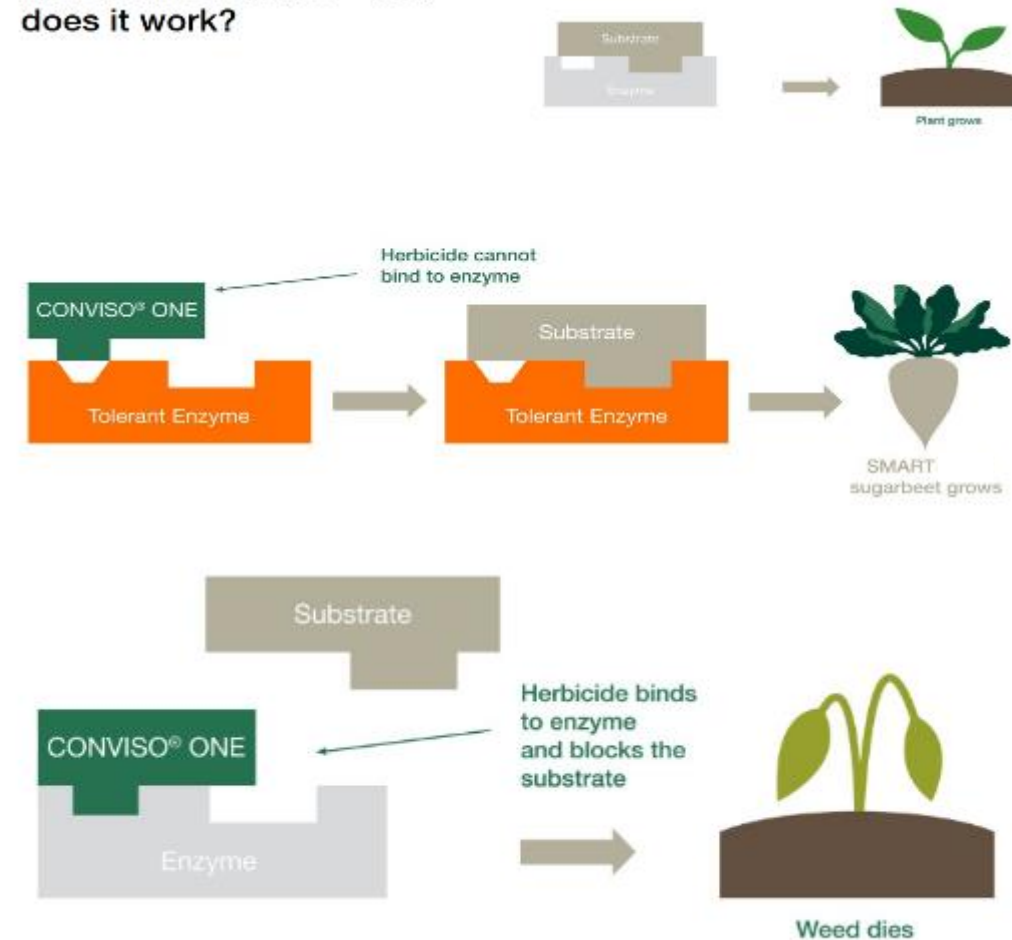 does it work?
Substrate
Enzyme
Plant grows
Herbicide cannot
bind to enzyme
CONVISO® ONE
Tolerant Enzyme
Substrate
Tolerant Enzyme
SMART
sugarbeet grows
Substrate
CONVISO® ONE
Enzyme
Herbicide binds
to enzyme
and blocks the
substrate
Weed dies